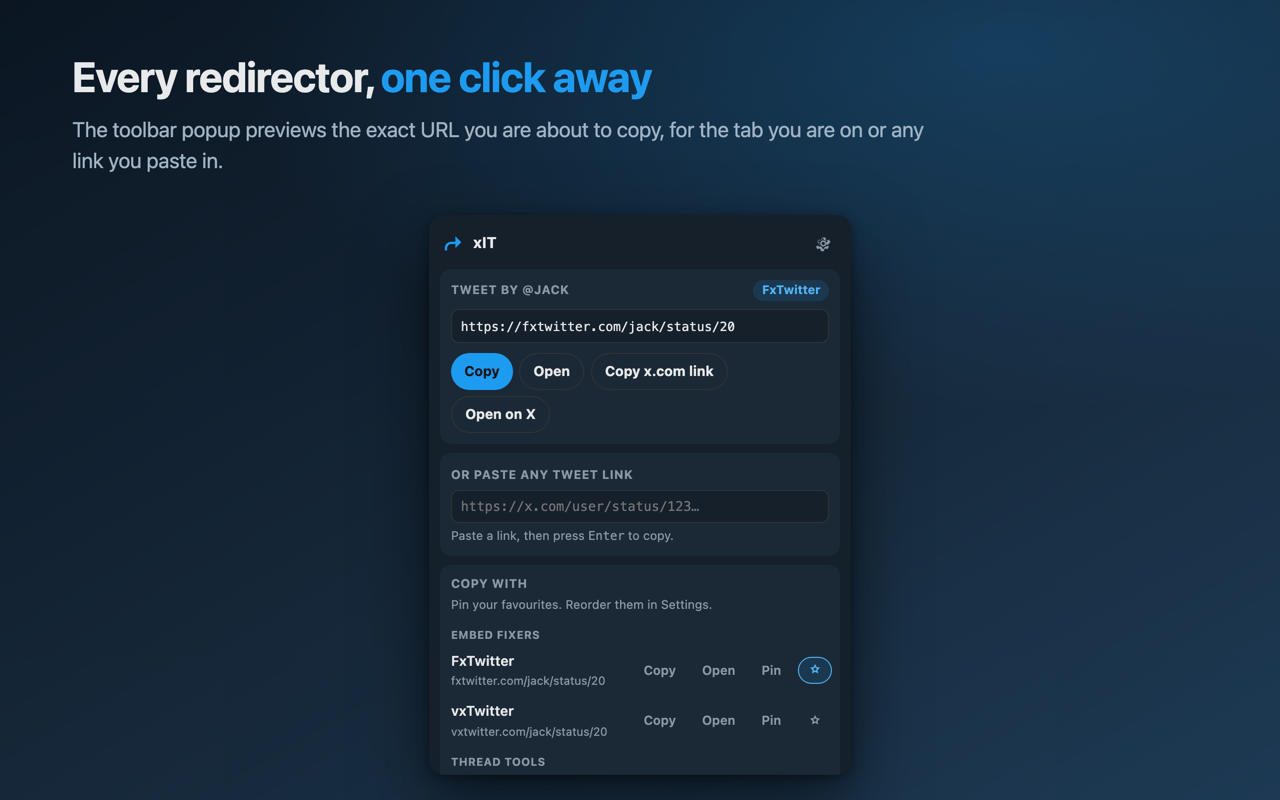 Every redirector, one click away
The toolbar popup previews the exact URL you are about to copy, for the tab you are on or any
link you paste in.
xIT
TWEET BY @JACK
FxTwitter
https://fxtwitter.com/jack/status/20
Copy
Open
Copy x.com link
Open on X
OR PASTE ANY TWEET LINK
https://x.com/user/status/123…
Paste a link, then press Enter to copy.
COPY WITH
Pin your favourites. Reorder them in Settings.
EMBED FIXERS
FxTwitter
fxtwitter.com/jack/status/20
Copy Open Pin
vxTwitter
vxtwitter.com/jack/status/20
Copy Open Pin
THREAD TOOLS